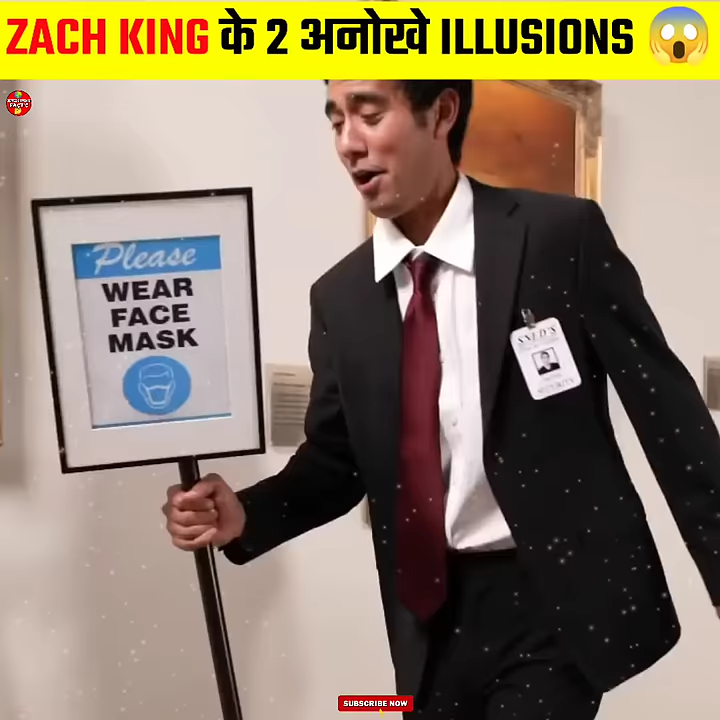 ZACH KING के 2 अनोखे ILLUSIONS 😱
Please
WEAR
FACE
MASK
SUBSCRIBE NOW